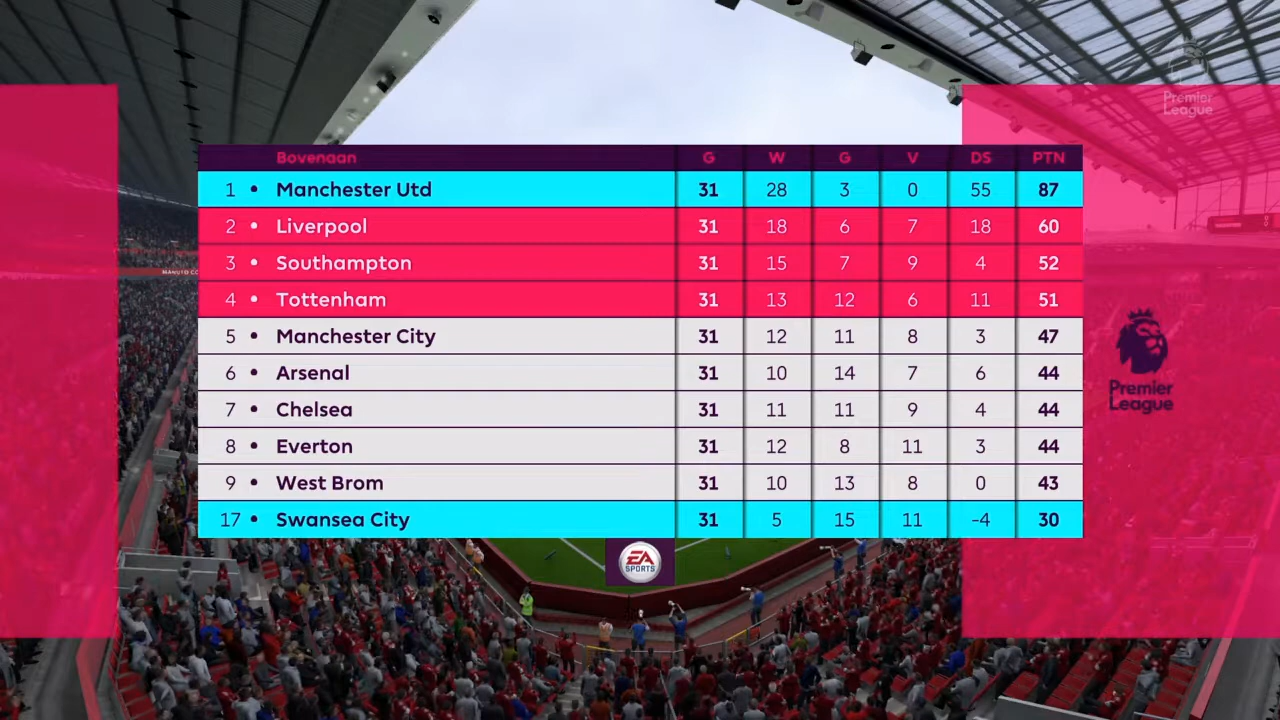 Premier
League
Bovenaan G W G V DS PTN
1 • Manchester Utd 31 28 3 0 55 87
2 • Liverpool 31 18 6 7 18 60
3 • Southampton 31 15 7 9 4 52
4 • Tottenham 31 13 12 6 11 51
5 • Manchester City 31 12 11 8 3 47
6 • Arsenal 31 10 14 7 6 44
7 • Chelsea 31 11 11 9 4 44
8 • Everton 31 12 8 11 3 44
9 • West Brom 31 10 13 8 0 43
17 • Swansea City 31 5 15 11 -4 30
Premier
League
EA
SPORTS